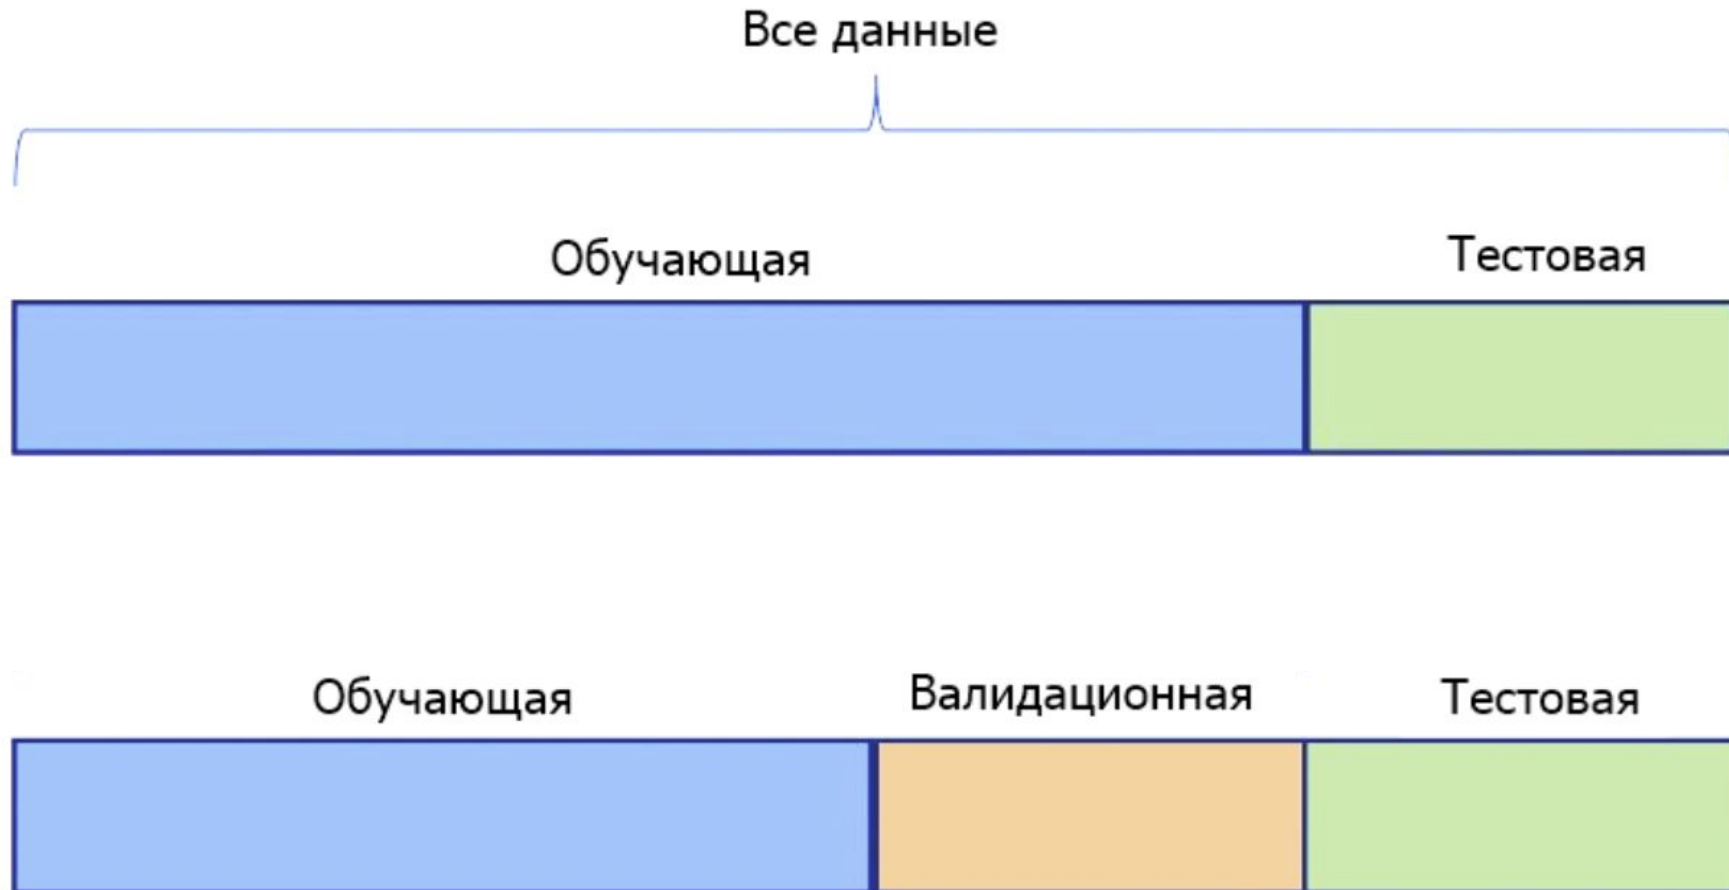 Все данные
Обучающая
Тестовая
Обучающая
Валидационная
Тестовая